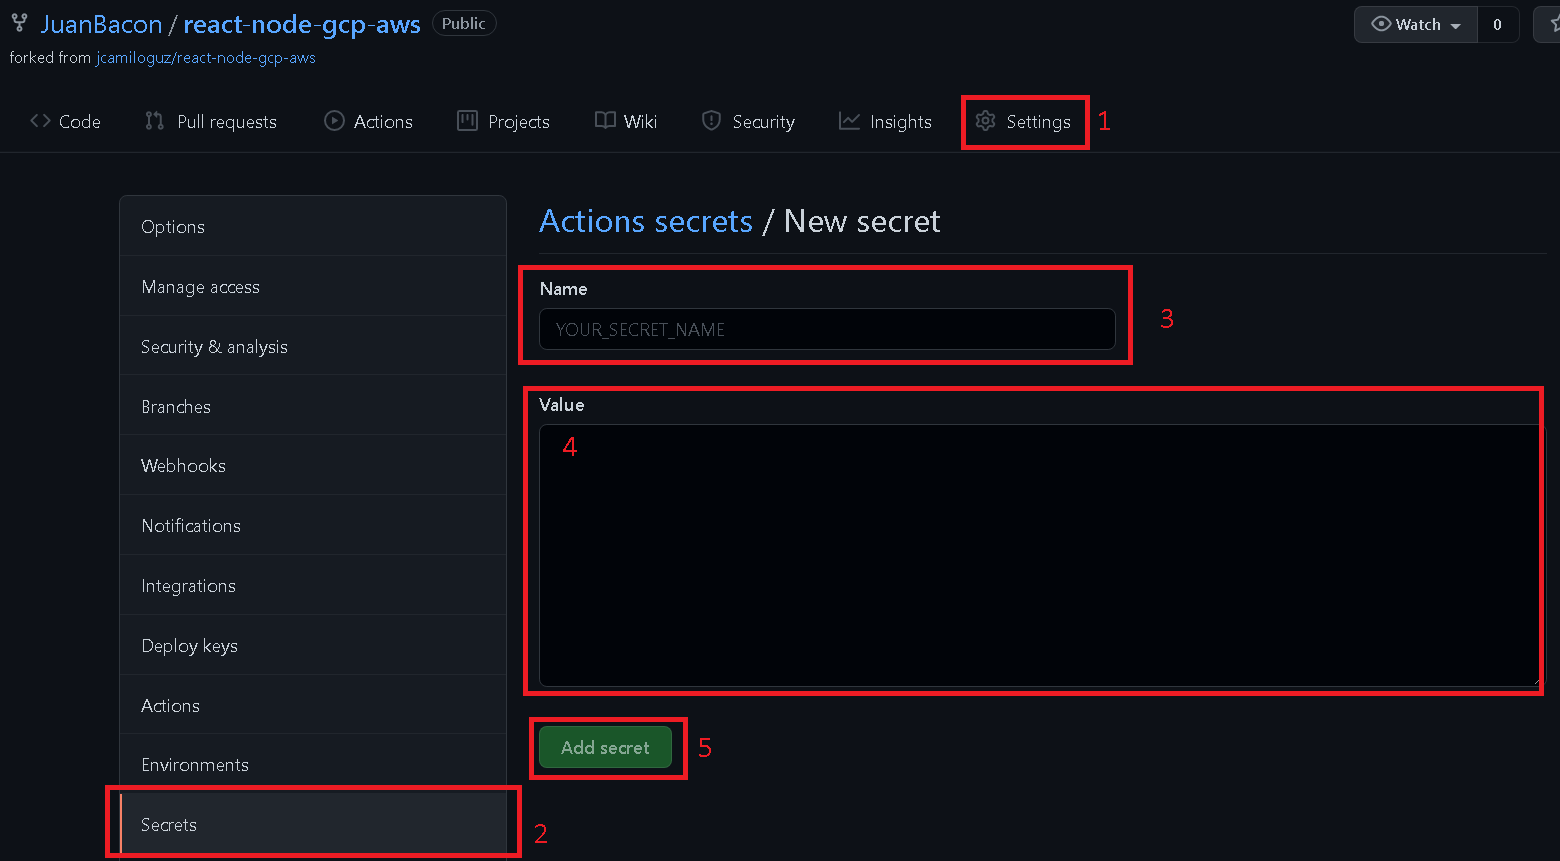 JuanBacon / react-node-gcp-aws Public Watch 0
forked from jcamiloguz/react-node-gcp-aws
Code Pull requests Actions Projects Wiki Security Insights Settings 1
Options
Manage access
Security & analysis
Branches
Webhooks
Notifications
Integrations
Deploy keys
Actions
Environments
Secrets 2
Actions secrets / New secret
Name
YOUR_SECRET_NAME 3
Value
4
Add secret 5